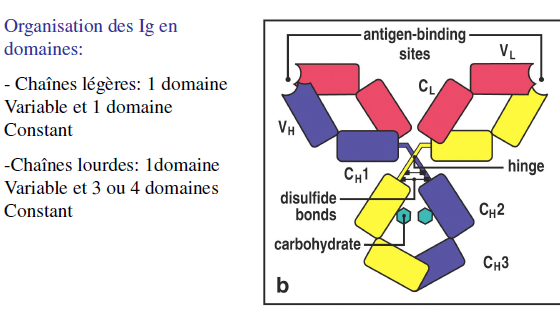 Organisation des Ig en
domaines:
- Chaînes légères: 1 domaine
Variable et 1 domaine
Constant
-Chaînes lourdes: 1domaine
Variable et 3 ou 4 domaines
Constant
antigen-binding
sites
VL
CL
VH
CH1
hinge
disulfide
bonds
CH2
carbohydrate
CH3
b